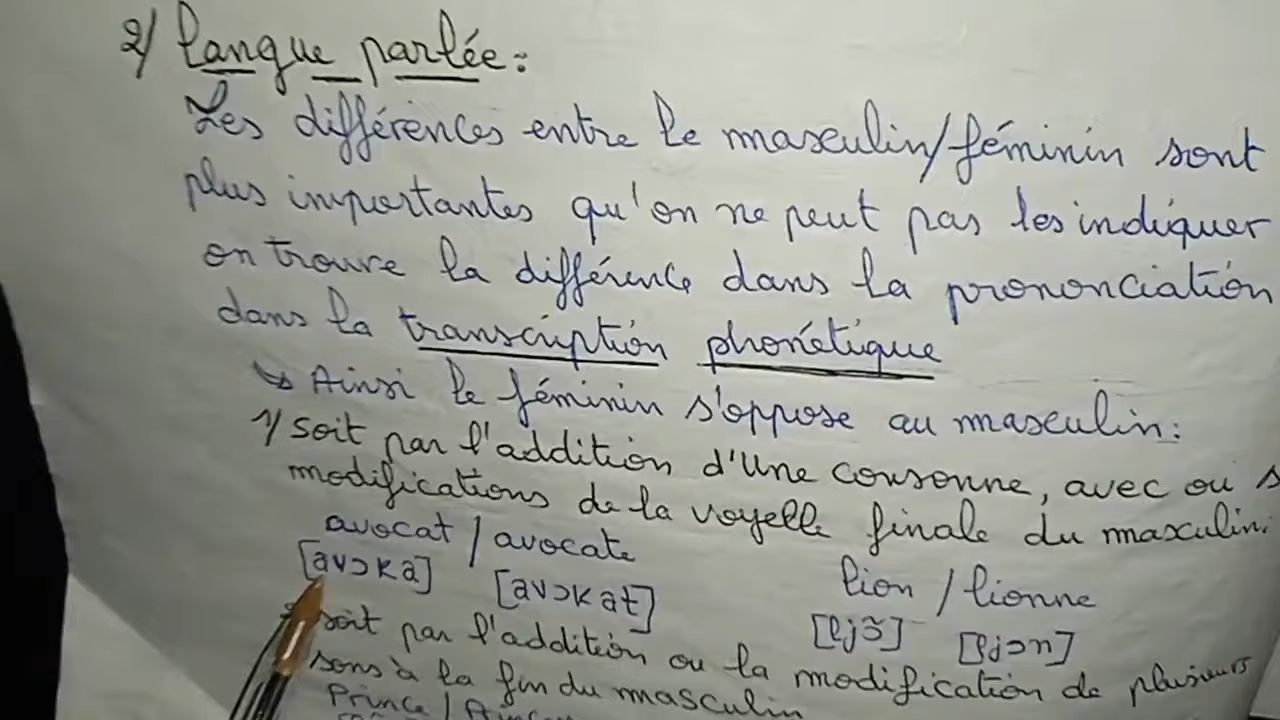 2/ Langue parlée :
Les différences entre le masculin/féminin sont
plus importantes qu'on ne peut pas les indiquer
on trouve la différence dans la prononciation
dans la transcription phonétique
↳ Ainsi le féminin s'oppose au masculin :
1/ soit par l'addition d'une consonne, avec ou s
modifications de la voyelle finale du masculin.
avocat / avocate
[avɔka] [avɔkat]
lion / lionne
[ljɔ̃] [ljɔn]
soit par l'addition ou la modification de plusieurs
sons à la fin du masculin
Prince /